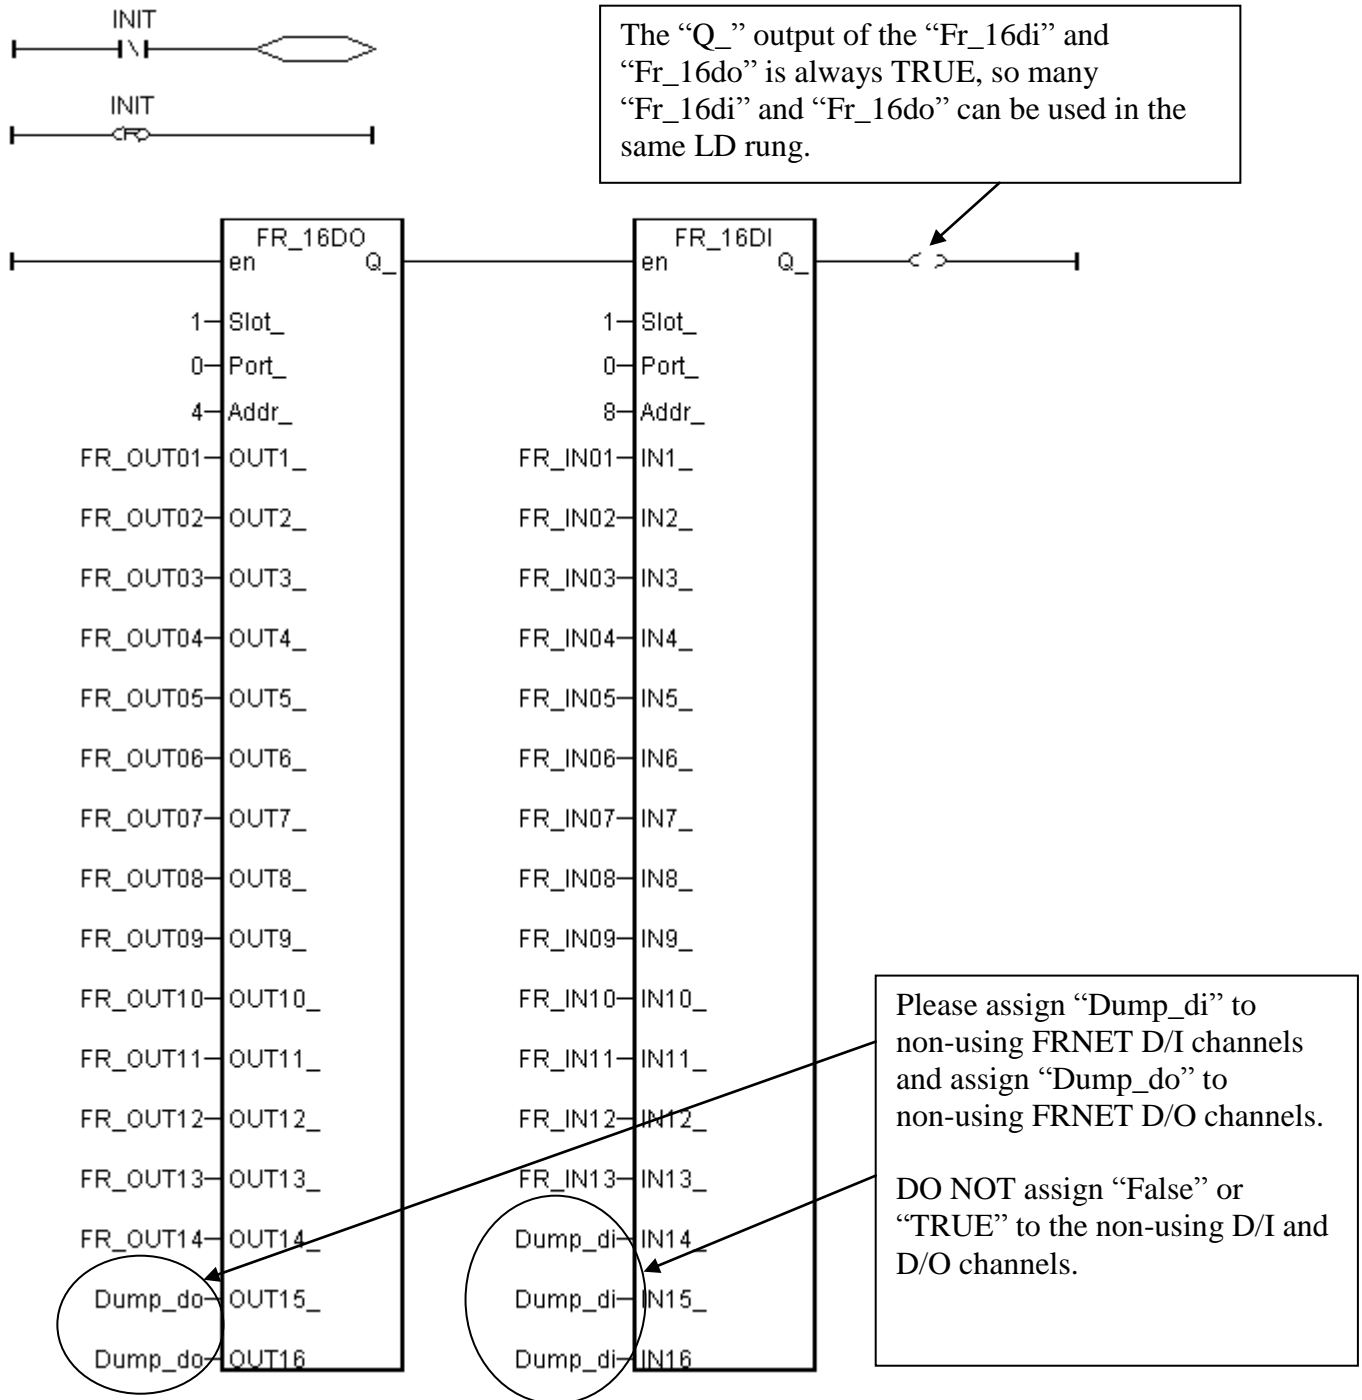 INIT
The “Q_” output of the “Fr_16di” and
“Fr_16do” is always TRUE, so many
“Fr_16di” and “Fr_16do” can be used in the
same LD rung.
INIT
R
FR_16DO
en Q_
1 Slot_
0 Port_
4 Addr_
FR_OUT01 OUT1_
FR_OUT02 OUT2_
FR_OUT03 OUT3_
FR_OUT04 OUT4_
FR_OUT05 OUT5_
FR_OUT06 OUT6_
FR_OUT07 OUT7_
FR_OUT08 OUT8_
FR_OUT09 OUT9_
FR_OUT10 OUT10_
FR_OUT11 OUT11_
FR_OUT12 OUT12_
FR_OUT13 OUT13_
FR_OUT14 OUT14_
Dump_do OUT15_
Dump_do OUT16
FR_16DI
en Q_
1 Slot_
0 Port_
8 Addr_
FR_IN01 IN1_
FR_IN02 IN2_
FR_IN03 IN3_
FR_IN04 IN4_
FR_IN05 IN5_
FR_IN06 IN6_
FR_IN07 IN7_
FR_IN08 IN8_
FR_IN09 IN9_
FR_IN10 IN10_
FR_IN11 IN11_
FR_IN12 IN12_
FR_IN13 IN13_
Dump_di IN14_
Dump_di IN15_
Dump_di IN16
Please assign “Dump_di” to
non-using FRNET D/I channels
and assign “Dump_do” to
non-using FRNET D/O channels.
DO NOT assign “False” or
“TRUE” to the non-using D/I and
D/O channels.